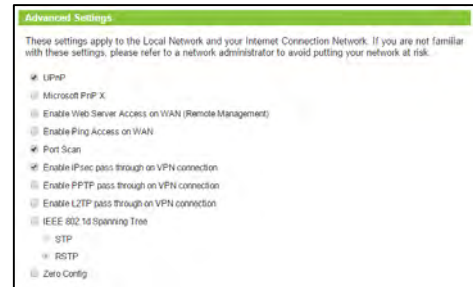 Advanced Settings
These settings apply to the Local Network and your Internet Connection Network. If you are not familiar
with these settings, please refer to a network administrator to avoid putting your network at risk.
UPnP
Microsoft PnP X
Enable Web Server Access on WAN (Remote Management)
Enable Ping Access on WAN
Port Scan
Enable IPsec pass through on VPN connection
Enable PPTP pass through on VPN connection
Enable L2TP pass through on VPN connection
IEEE 802.1d Spanning Tree
STP
RSTP
Zero Config